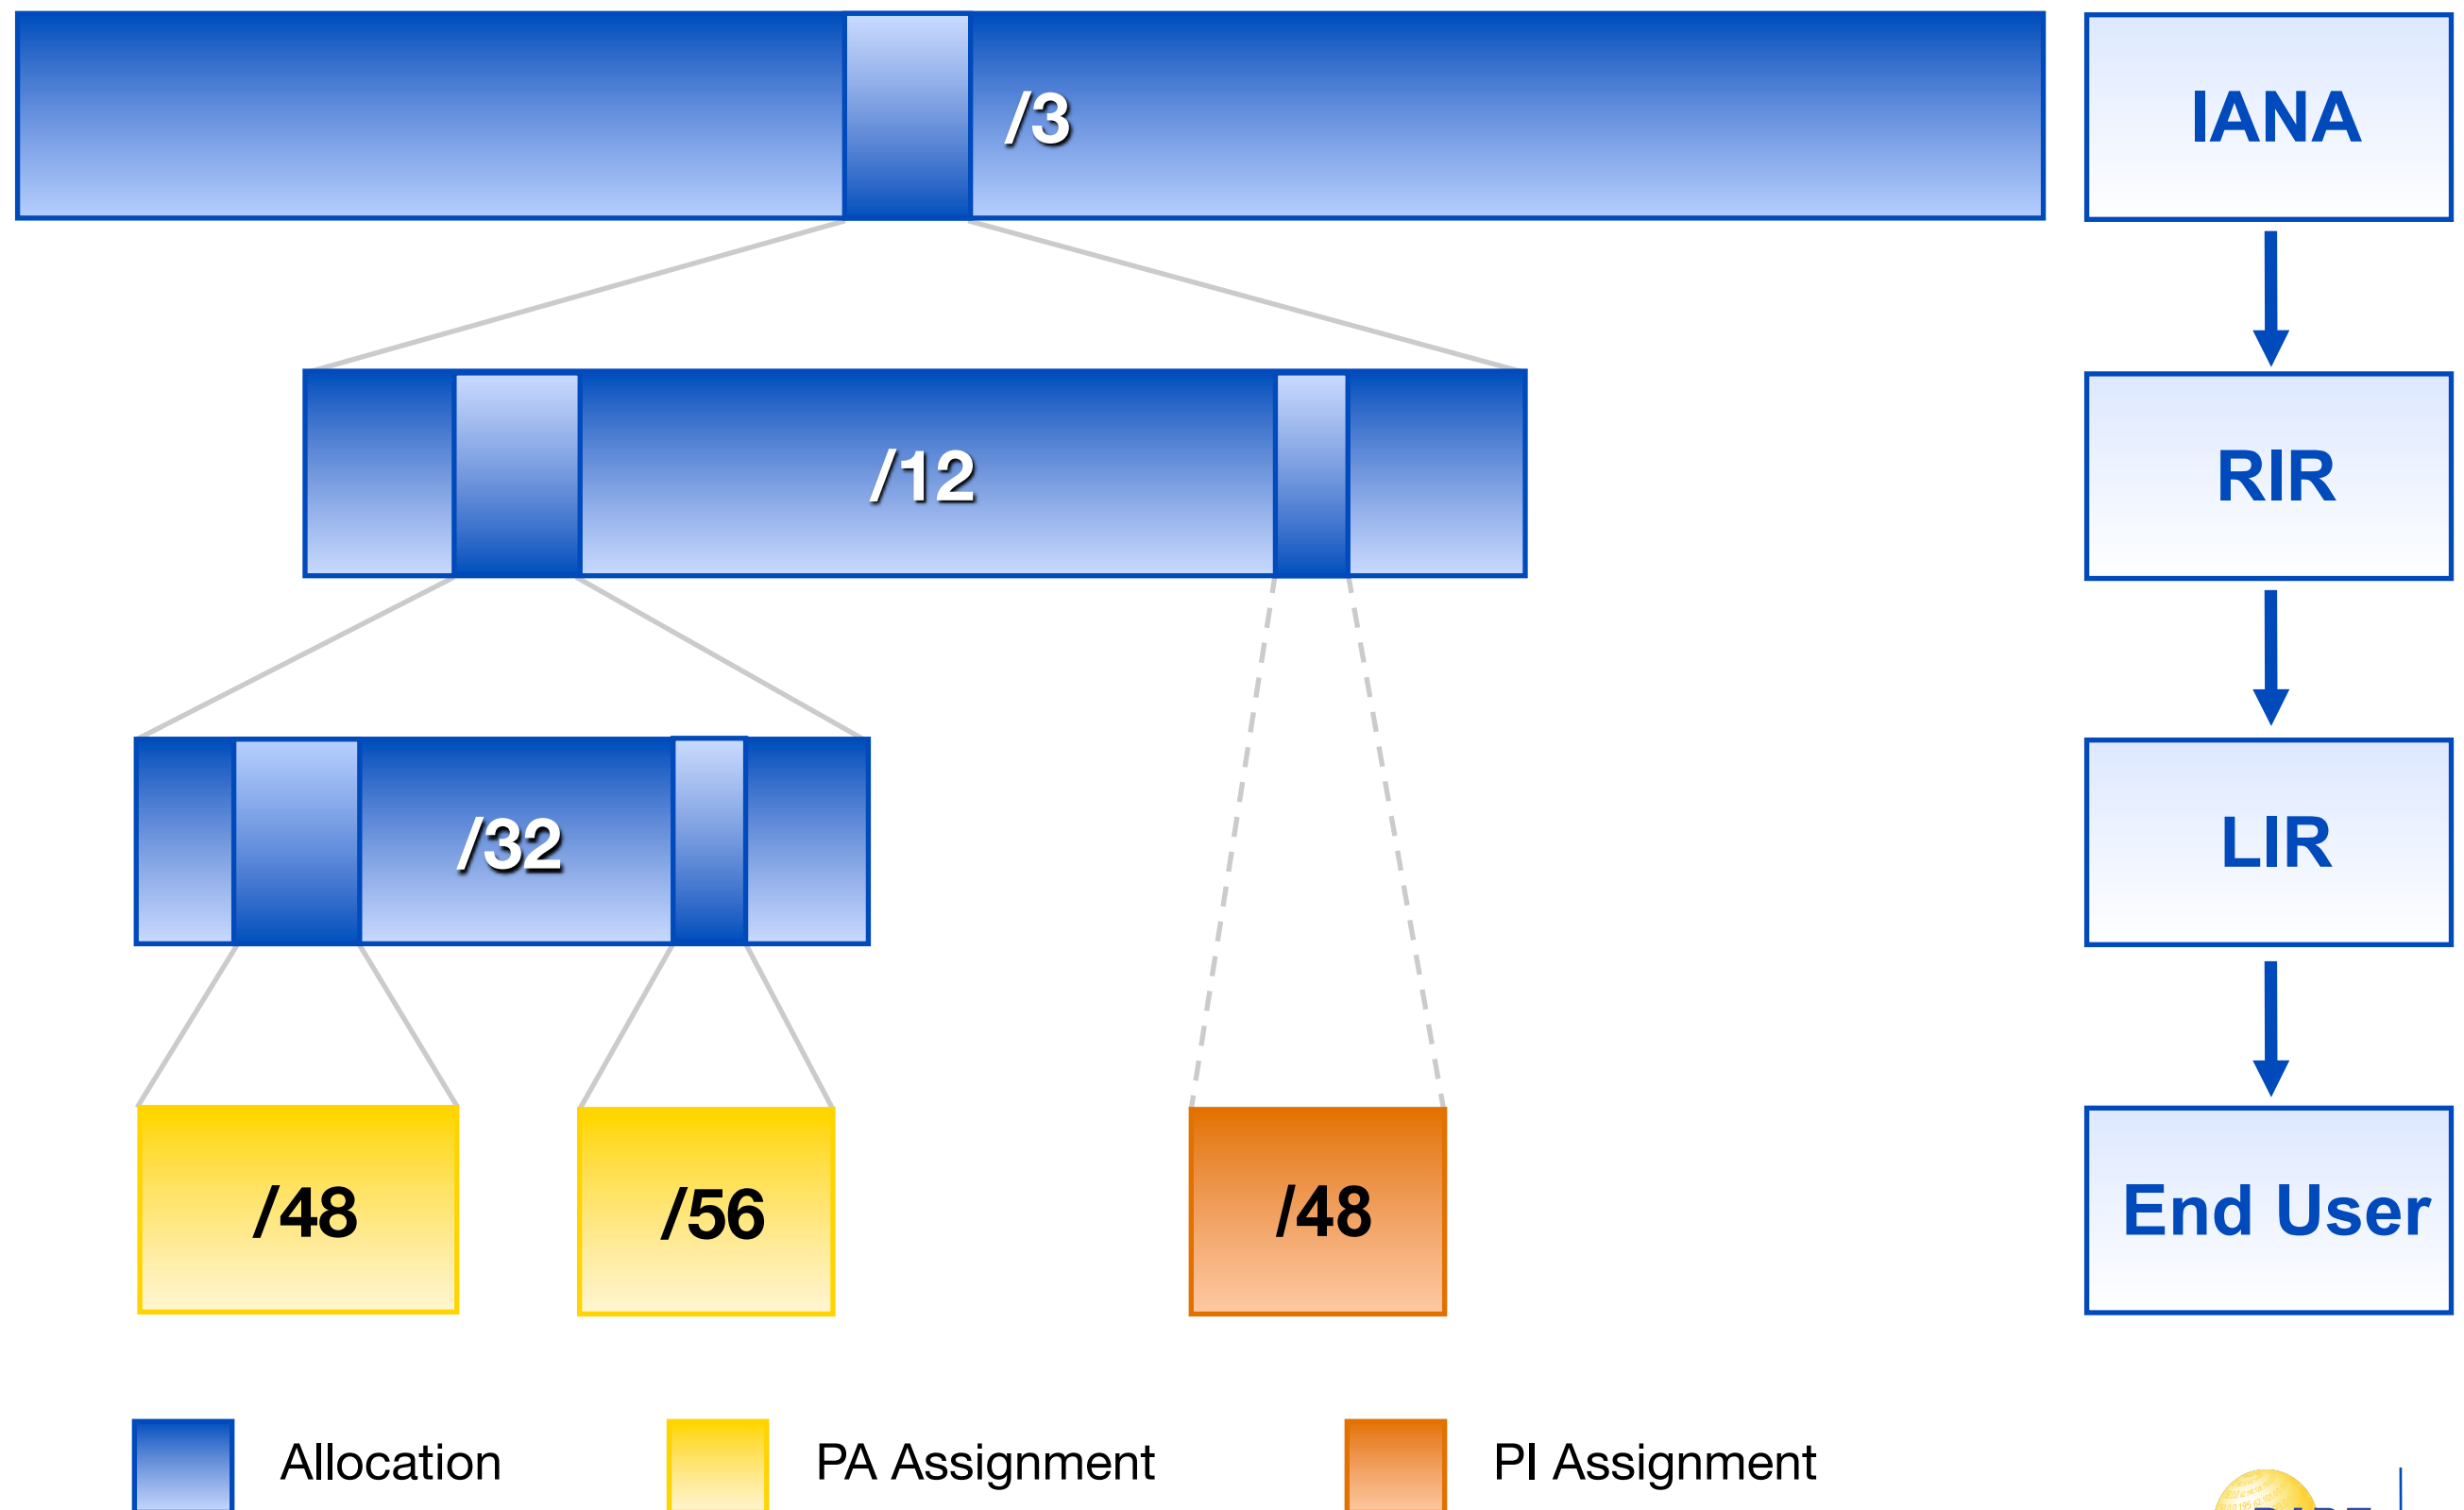 /3
IANA
/12
RIR
/32
LIR
/48
/56
/48
End User
Allocation
PA Assignment
PI Assignment